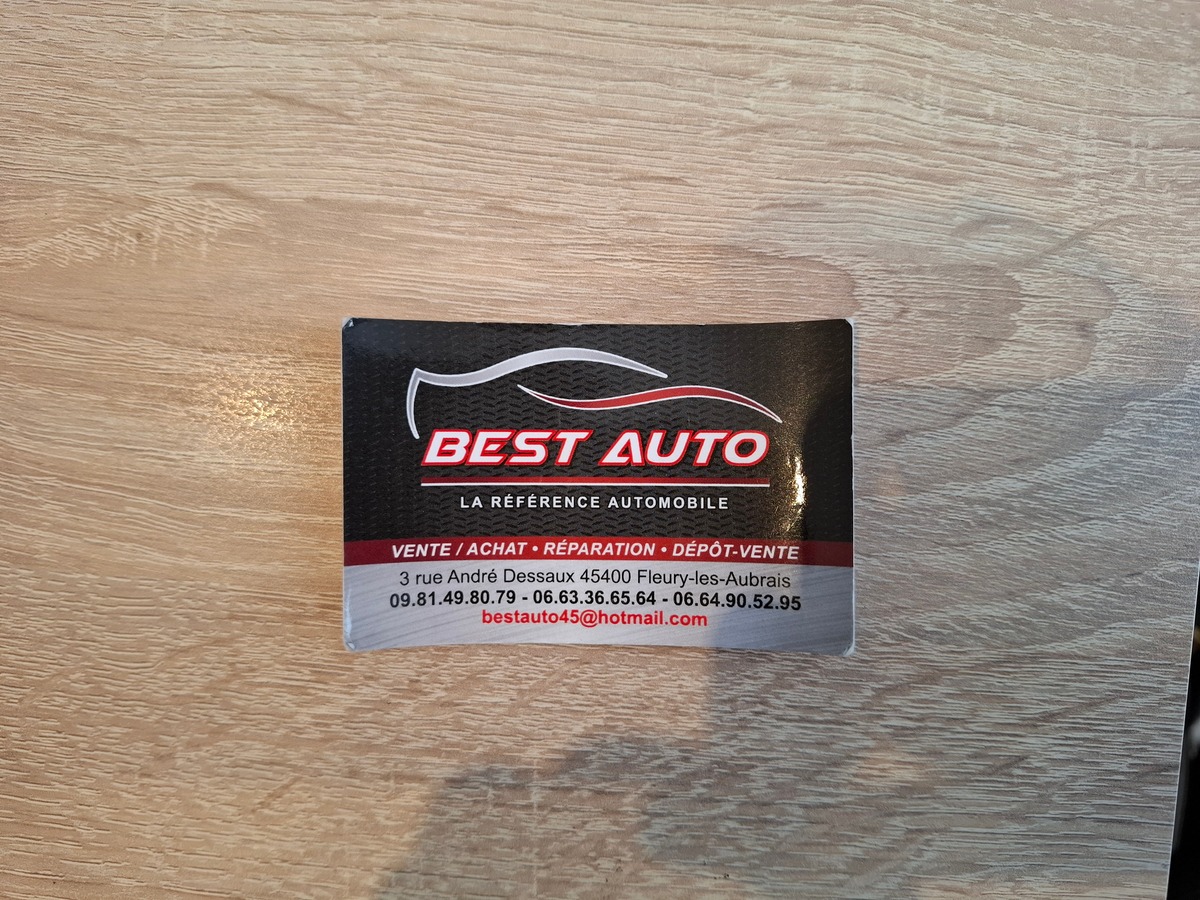 BEST AUTO
LA RÉFÉRENCE AUTOMOBILE
VENTE / ACHAT • RÉPARATION • DÉPÔT-VENTE
3 rue André Dessaux 45400 Fleury-les-Aubrais
09.81.49.80.79 - 06.63.36.65.64 - 06.64.90.52.95
bestauto45@hotmail.com